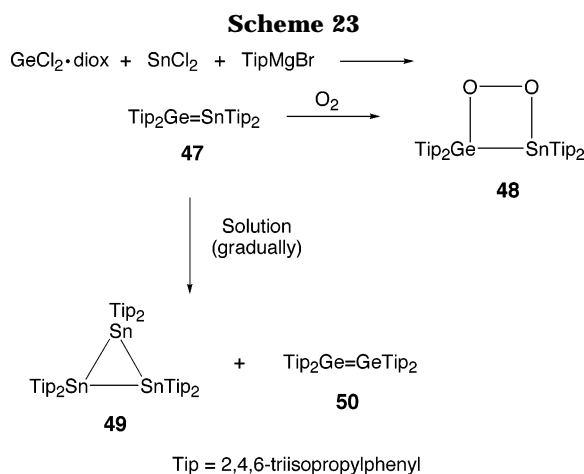 Scheme 23
GeCl2•diox + SnCl2 + TipMgBr
Tip2Ge=SnTip2
47
O2
O O
Tip2Ge SnTip2
48
Solution
(gradually)
Tip2
Sn
Tip2Sn SnTip2
49
+
Tip2Ge=GeTip2
50
Tip = 2,4,6-triisopropylphenyl